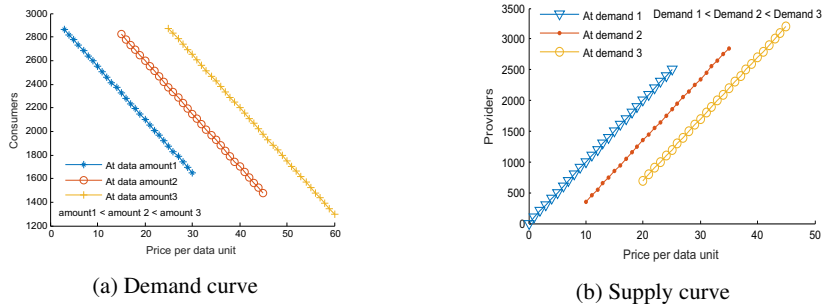 3000
2800
2600
2400
2200
2000
1800
1600
1400
1200
Consumers
At data amount1
At data amount2
At data amount3
amount1 < amount 2 < amount 3
0 10 20 30 40 50 60
Price per data unit
(a) Demand curve
At demand 1 Demand 1 < Demand 2 < Demand 3
At demand 2
At demand 3
3500
3000
2500
2000
1500
1000
500
0
Providers
0 10 20 30 40 50
Price per data unit
(b) Supply curve